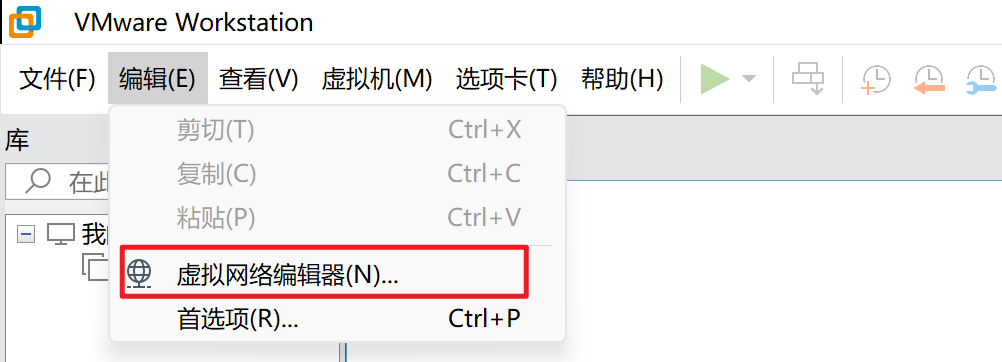 VMware Workstation
文件(F) 编辑(E) 查看(V) 虚拟机(M) 选项卡(T) 帮助(H)
库
在此
我
剪切(T) Ctrl+X
复制(C) Ctrl+C
粘贴(P) Ctrl+V
虚拟网络编辑器(N)...
首选项(R)... Ctrl+P